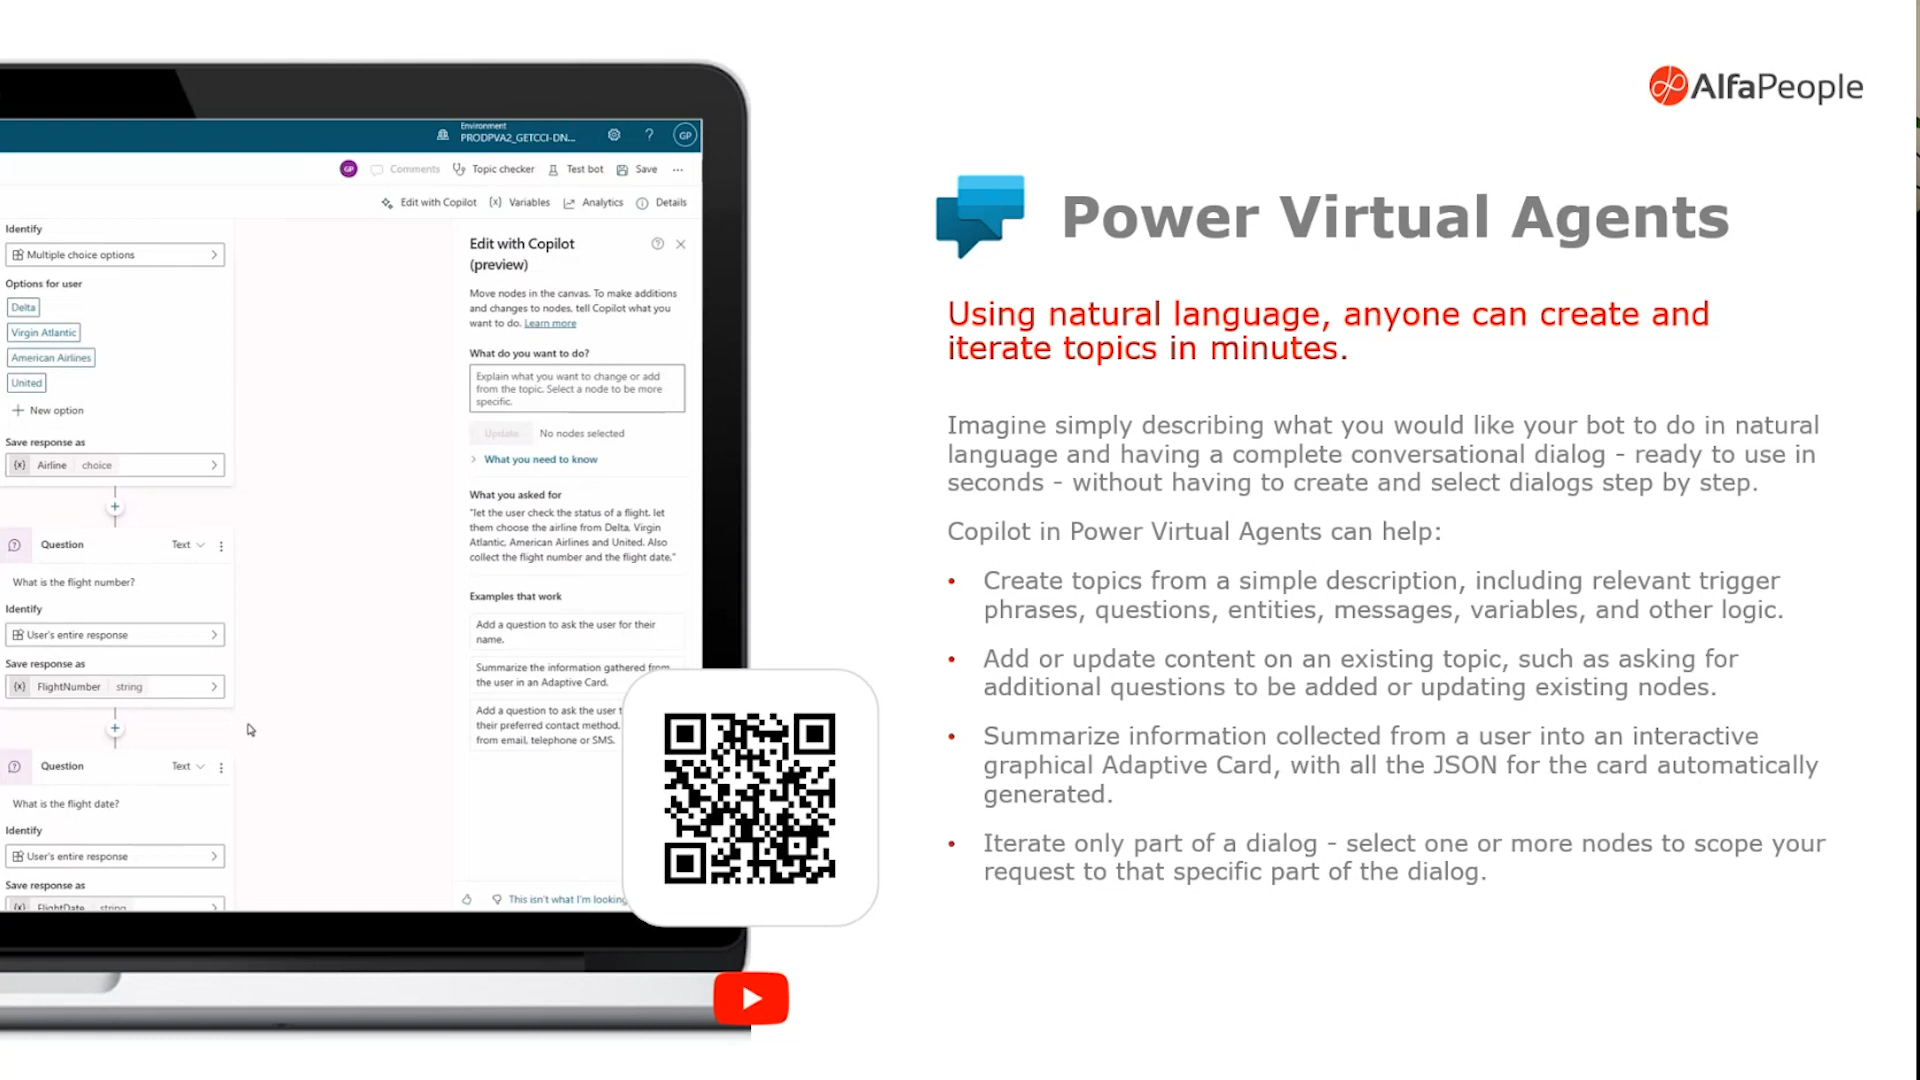 Environment
PRODPVA2_GETCCI-DN...
? GP
GP Comments Topic checker Test bot Save ...
Edit with Copilot {x} Variables Analytics Details
Identify
Multiple choice options
Options for user
Delta
Virgin Atlantic
American Airlines
United
+ New option
Save response as
{x} Airline choice
+
Question Text
What is the flight number?
Identify
User's entire response
Save response as
{x} FlightNumber string
+
Question Text
What is the flight date?
Identify
User's entire response
Save response as
{x} FlightDate string
Edit with Copilot
(preview)
Move nodes in the canvas. To make additions
and changes to nodes, tell Copilot what you
want to do. Learn more
What do you want to do?
Explain what you want to change or add
from the topic. Select a node to be more
specific.
Update No nodes selected
What you need to know
What you asked for
"let the user check the status of a flight. let
them choose the airline from Delta, Virgin
Atlantic, American Airlines and United. Also
collect the flight number and the flight date."
Examples that work
Add a question to ask the user for their
name.
Summarize the information gathered from
the user in an Adaptive Card.
Add a question to ask the user
their preferred contact method,
from email, telephone or SMS.
This isn't what I'm looking
AlfaPeople
Power Virtual Agents
Using natural language, anyone can create and
iterate topics in minutes.
Imagine simply describing what you would like your bot to do in natural
language and having a complete conversational dialog - ready to use in
seconds - without having to create and select dialogs step by step.
Copilot in Power Virtual Agents can help:
• Create topics from a simple description, including relevant trigger
phrases, questions, entities, messages, variables, and other logic.
• Add or update content on an existing topic, such as asking for
additional questions to be added or updating existing nodes.
• Summarize information collected from a user into an interactive
graphical Adaptive Card, with all the JSON for the card automatically
generated.
• Iterate only part of a dialog - select one or more nodes to scope your
request to that specific part of the dialog.